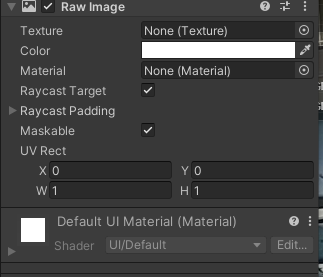 Raw Image
Texture None (Texture)
Color
Material None (Material)
Raycast Target
Raycast Padding
Maskable
UV Rect
X 0 Y 0
W 1 H 1
Default UI Material (Material)
Shader UI/Default Edit...